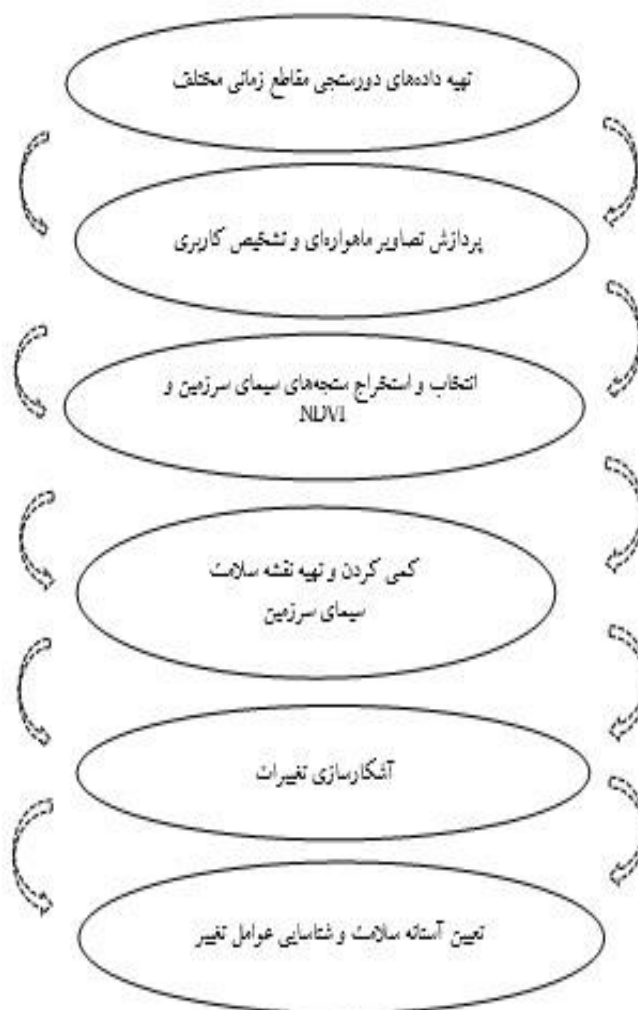 تهیه داده‌های دورسنجی مقاطع زمانی مختلف
پردازش تصاویر ماهواره‌ای و تشخیص کاربری
انتخاب و استخراج سنجه‌های سیمای سرزمین و
NDVI
کمی کردن و تهیه نقشه سلامت
سیمای سرزمین
آشکارسازی تغییرات
تعیین آستانه سلامت و شناسایی عوامل تغییر